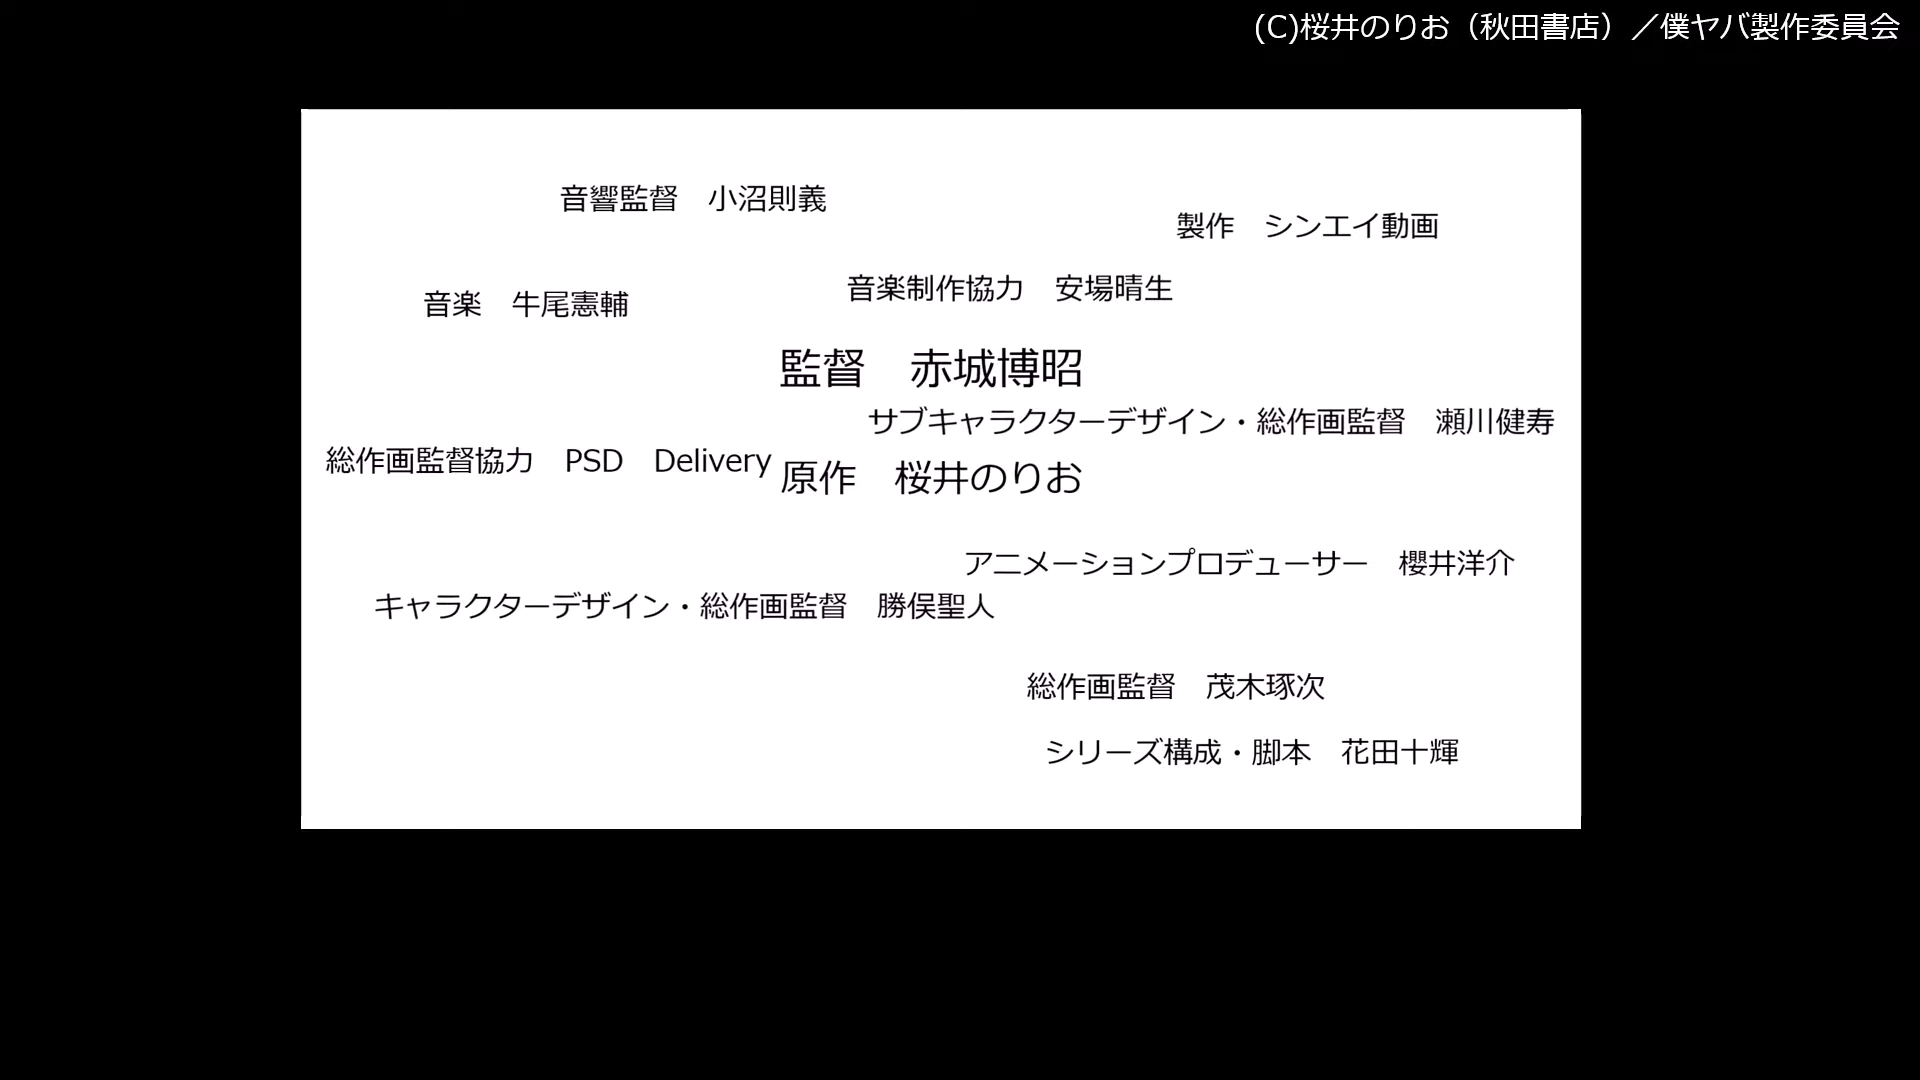 (C)桜井のりお（秋田書店）／僕ヤバ製作委員会
音響監督　小沼則義
製作　シンエイ動画
音楽制作協力　安場晴生
音楽　牛尾憲輔
監督　赤城博昭
サブキャラクターデザイン・総作画監督　瀬川健寿
総作画監督協力　PSD　Delivery
原作　桜井のりお
アニメーションプロデューサー　櫻井洋介
キャラクターデザイン・総作画監督　勝俣聖人
総作画監督　茂木琢次
シリーズ構成・脚本　花田十輝